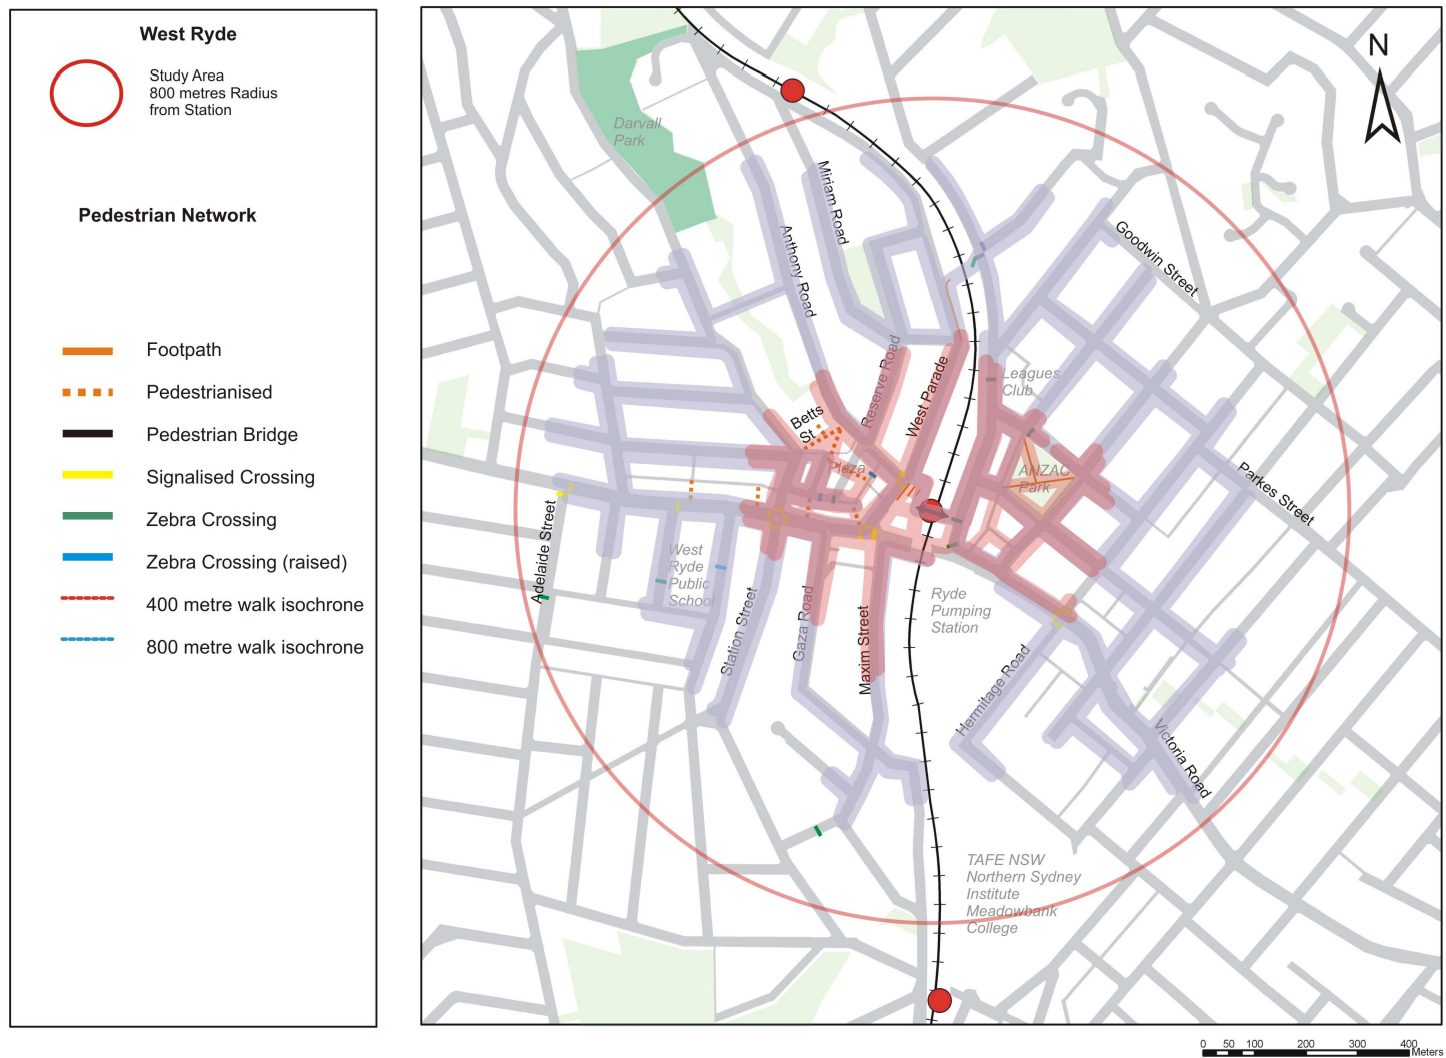 West Ryde
Study Area
800 metres Radius
from Station
Pedestrian Network
Footpath
Pedestrianised
Pedestrian Bridge
Signalised Crossing
Zebra Crossing
Zebra Crossing (raised)
400 metre walk isochrone
800 metre walk isochrone
N
Darvall
Park
Miriam Road
Anthony Road
Goodwin Street
Reserve Road
West Parade
Leagues
Club
Betts
St
Plaza
ANZAC
Park
Parkes Street
Adelaide Street
West
Ryde
Public
School
Station Street
Gaza Road
Maxim Street
Ryde
Pumping
Station
Hermitage Road
Victoria Road
TAFE NSW
Northern Sydney
Institute
Meadowbank
College
0 50 100 200 300 400
Meters